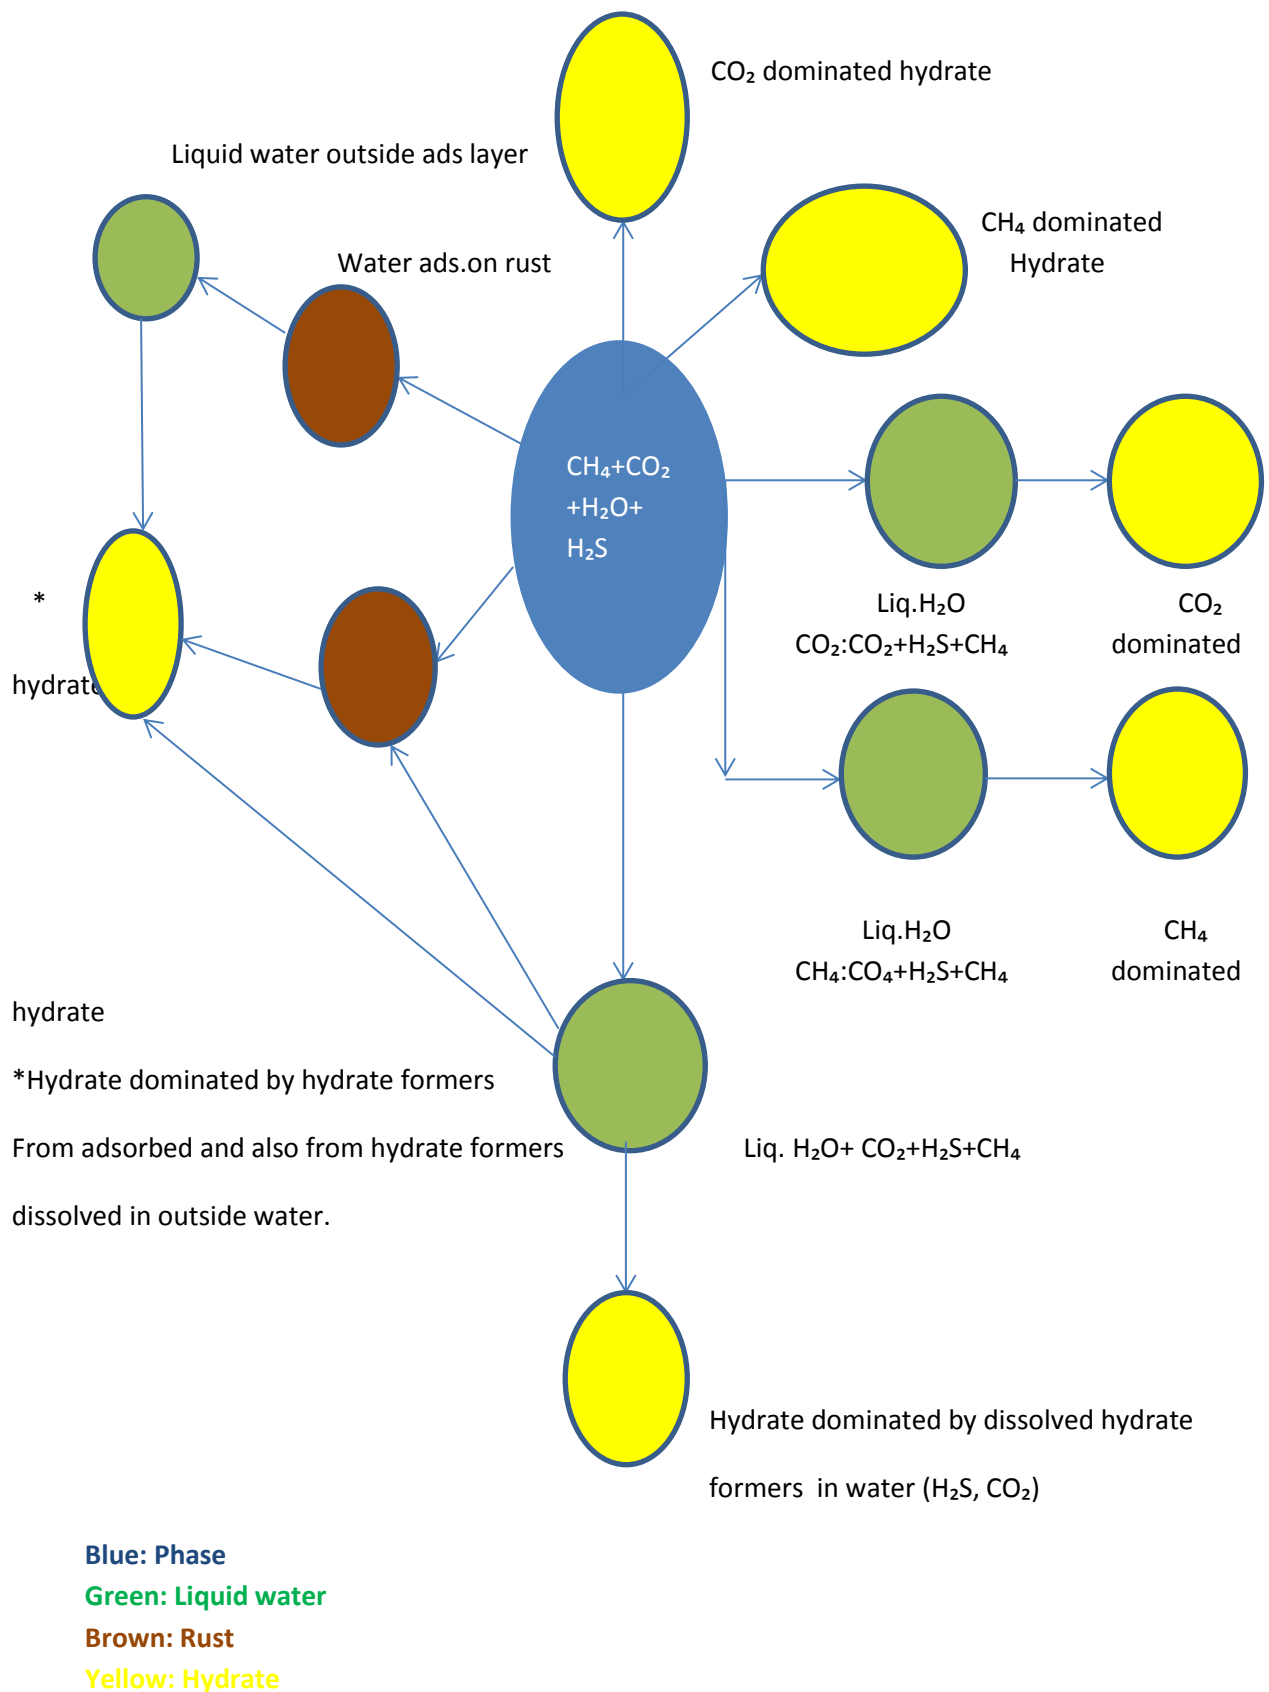 CO₂ dominated hydrate
Liquid water outside ads layer
CH₄ dominated
Hydrate
Water ads.on rust
CH₄+CO₂
+H₂O+
H₂S
*
Liq.H₂O
CO₂
CO₂:CO₂+H₂S+CH₄
dominated
hydrate
Liq.H₂O
CH₄
CH₄:CO₄+H₂S+CH₄
dominated
hydrate
*Hydrate dominated by hydrate formers
From adsorbed and also from hydrate formers
Liq. H₂O+ CO₂+H₂S+CH₄
dissolved in outside water.
Hydrate dominated by dissolved hydrate
formers in water (H₂S, CO₂)
Blue: Phase
Green: Liquid water
Brown: Rust
Yellow: Hydrate